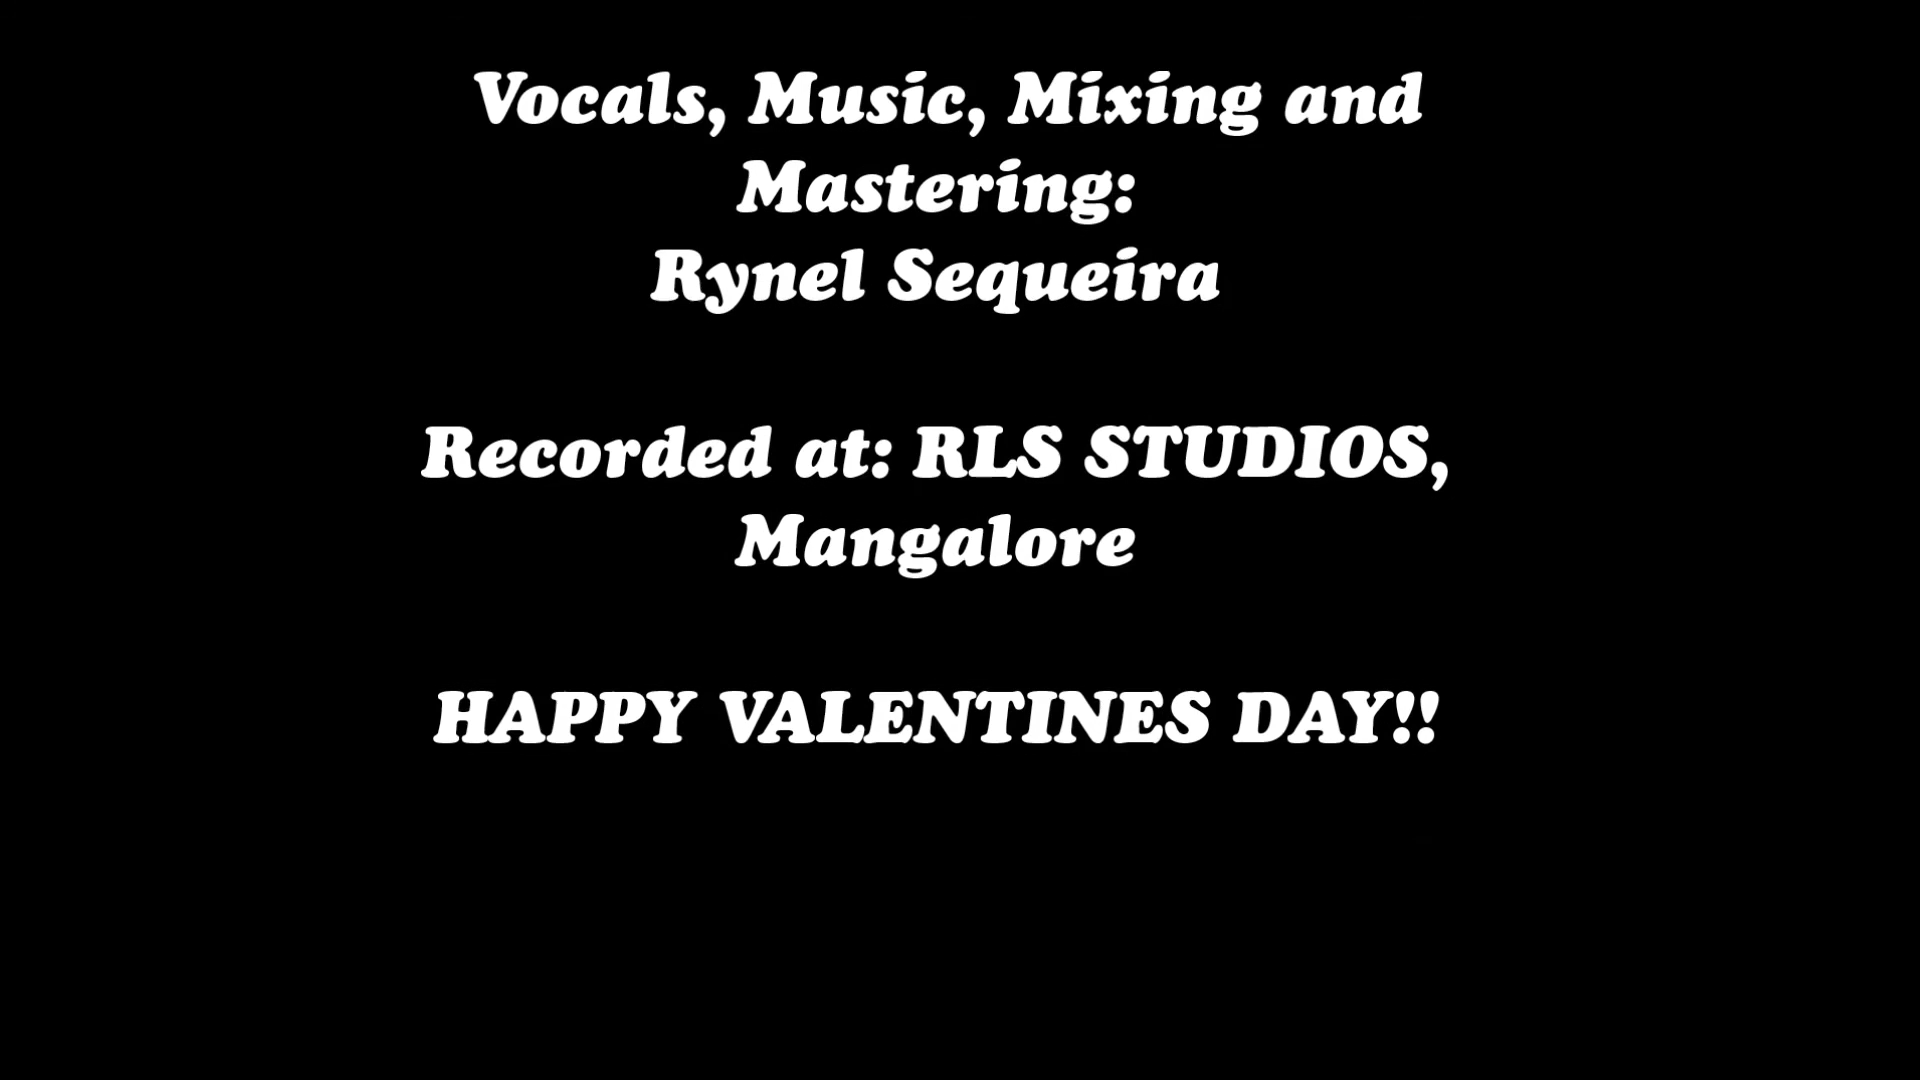 Vocals, Music, Mixing and
Mastering:
Rynel Sequeira
Recorded at: RLS STUDIOS,
Mangalore
HAPPY VALENTINES DAY!!